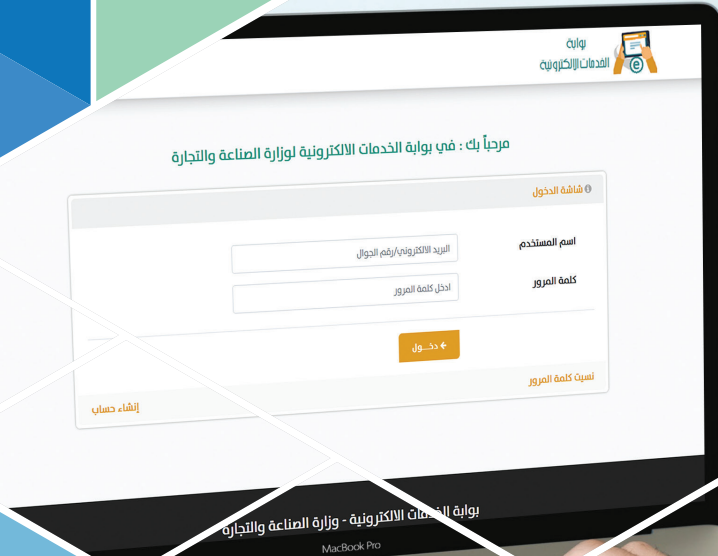 بوابة
الخدمات الالكترونية
مرحباً بك : في بوابة الخدمات الالكترونية لوزارة الصناعة والتجارة
شاشة الدخول
اسم المستخدم
البريد الالكتروني/رقم الجوال
كلمة المرور
ادخل كلمة المرور
دخـــول
نسيت كلمة المرور
إنشاء حساب
بوابة الخدمات الالكترونية - وزارة الصناعة والتجارة
MacBook Pro